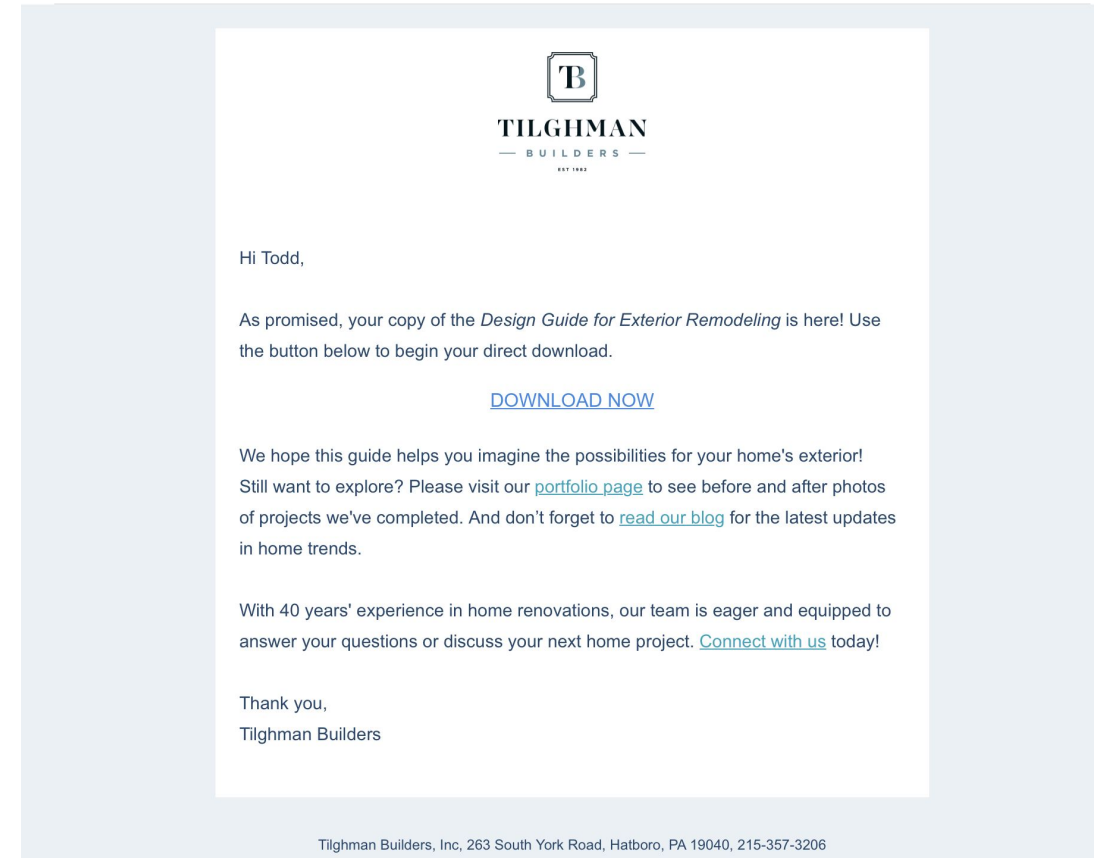 TB
TILGHMAN
BUILDERS
EST 1982
Hi Todd,
As promised, your copy of the Design Guide for Exterior Remodeling is here! Use
the button below to begin your direct download.
DOWNLOAD NOW
We hope this guide helps you imagine the possibilities for your home's exterior!
Still want to explore? Please visit our portfolio page to see before and after photos
of projects we've completed. And don’t forget to read our blog for the latest updates
in home trends.
With 40 years' experience in home renovations, our team is eager and equipped to
answer your questions or discuss your next home project. Connect with us today!
Thank you,
Tilghman Builders
Tilghman Builders, Inc, 263 South York Road, Hatboro, PA 19040, 215-357-3206